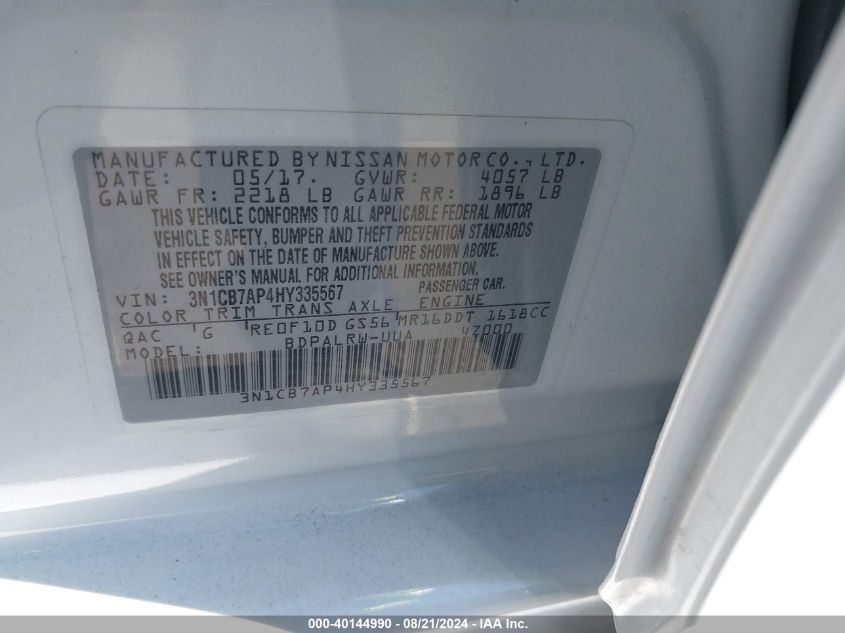 MANUFACTURED BY NISSAN MOTOR CO., LTD.
DATE: 05/17. GVWR: 4057 LB
GAWR FR: 2218 LB GAWR RR: 1896 LB
THIS VEHICLE CONFORMS TO ALL APPLICABLE FEDERAL MOTOR
VEHICLE SAFETY, BUMPER AND THEFT PREVENTION STANDARDS
IN EFFECT ON THE DATE OF MANUFACTURE SHOWN ABOVE.
SEE OWNER'S MANUAL FOR ADDITIONAL INFORMATION.
VIN: 3N1CB7AP4HY335567 PASSENGER CAR.
COLOR TRIM TRANS AXLE ENGINE
QAC 'G 'RE0F10D GS56 MR16DDT 1618CC
MODEL: BDPALRW-UUA 47000
3N1CB7AP4HY335567
000-40144990 - 08/21/2024 - IAA Inc.